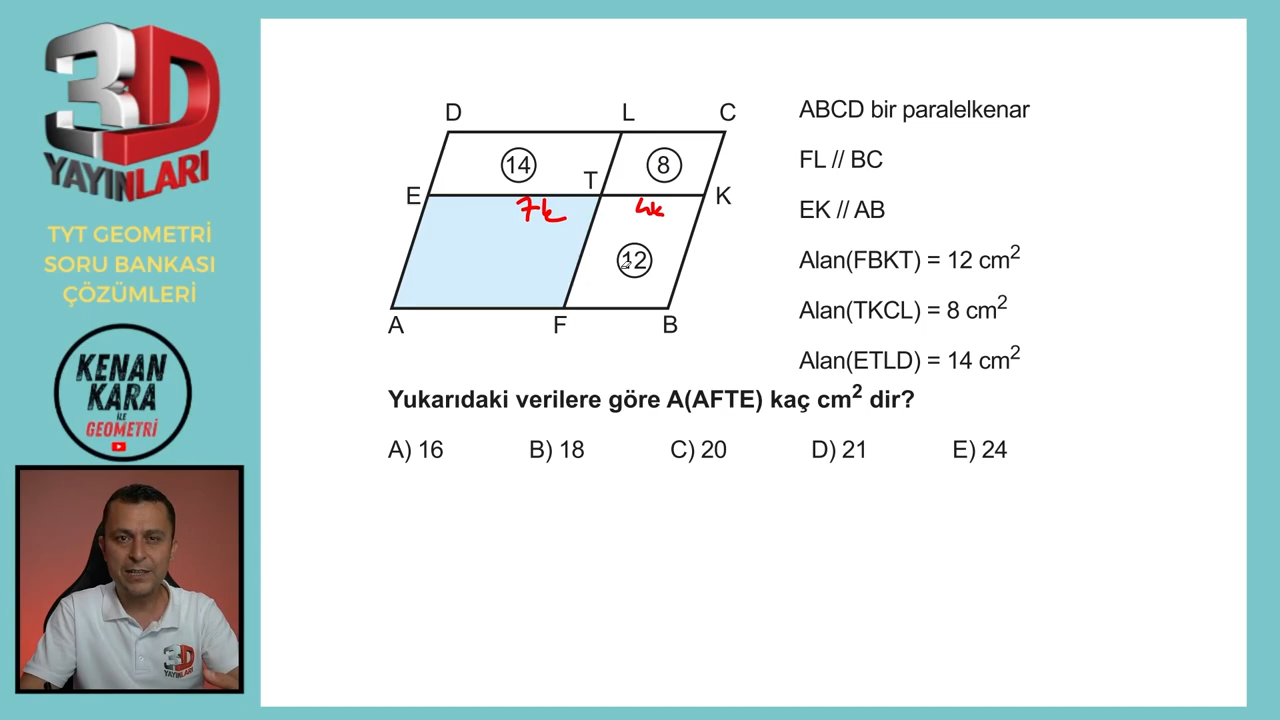 3D
YAYINLARI
TYT GEOMETRİ
SORU BANKASI
ÇÖZÜMLERİ
KENAN
KARA
İLE
GEOMETRİ
3D
YAYINLARI
D L C
14 8
E T K
7k 4k
12
A F B
ABCD bir paralelkenar
FL // BC
EK // AB
Alan(FBKT) = 12 cm²
Alan(TKCL) = 8 cm²
Alan(ETLD) = 14 cm²
Yukarıdaki verilere göre A(AFTE) kaç cm² dir?
A) 16 B) 18 C) 20 D) 21 E) 24